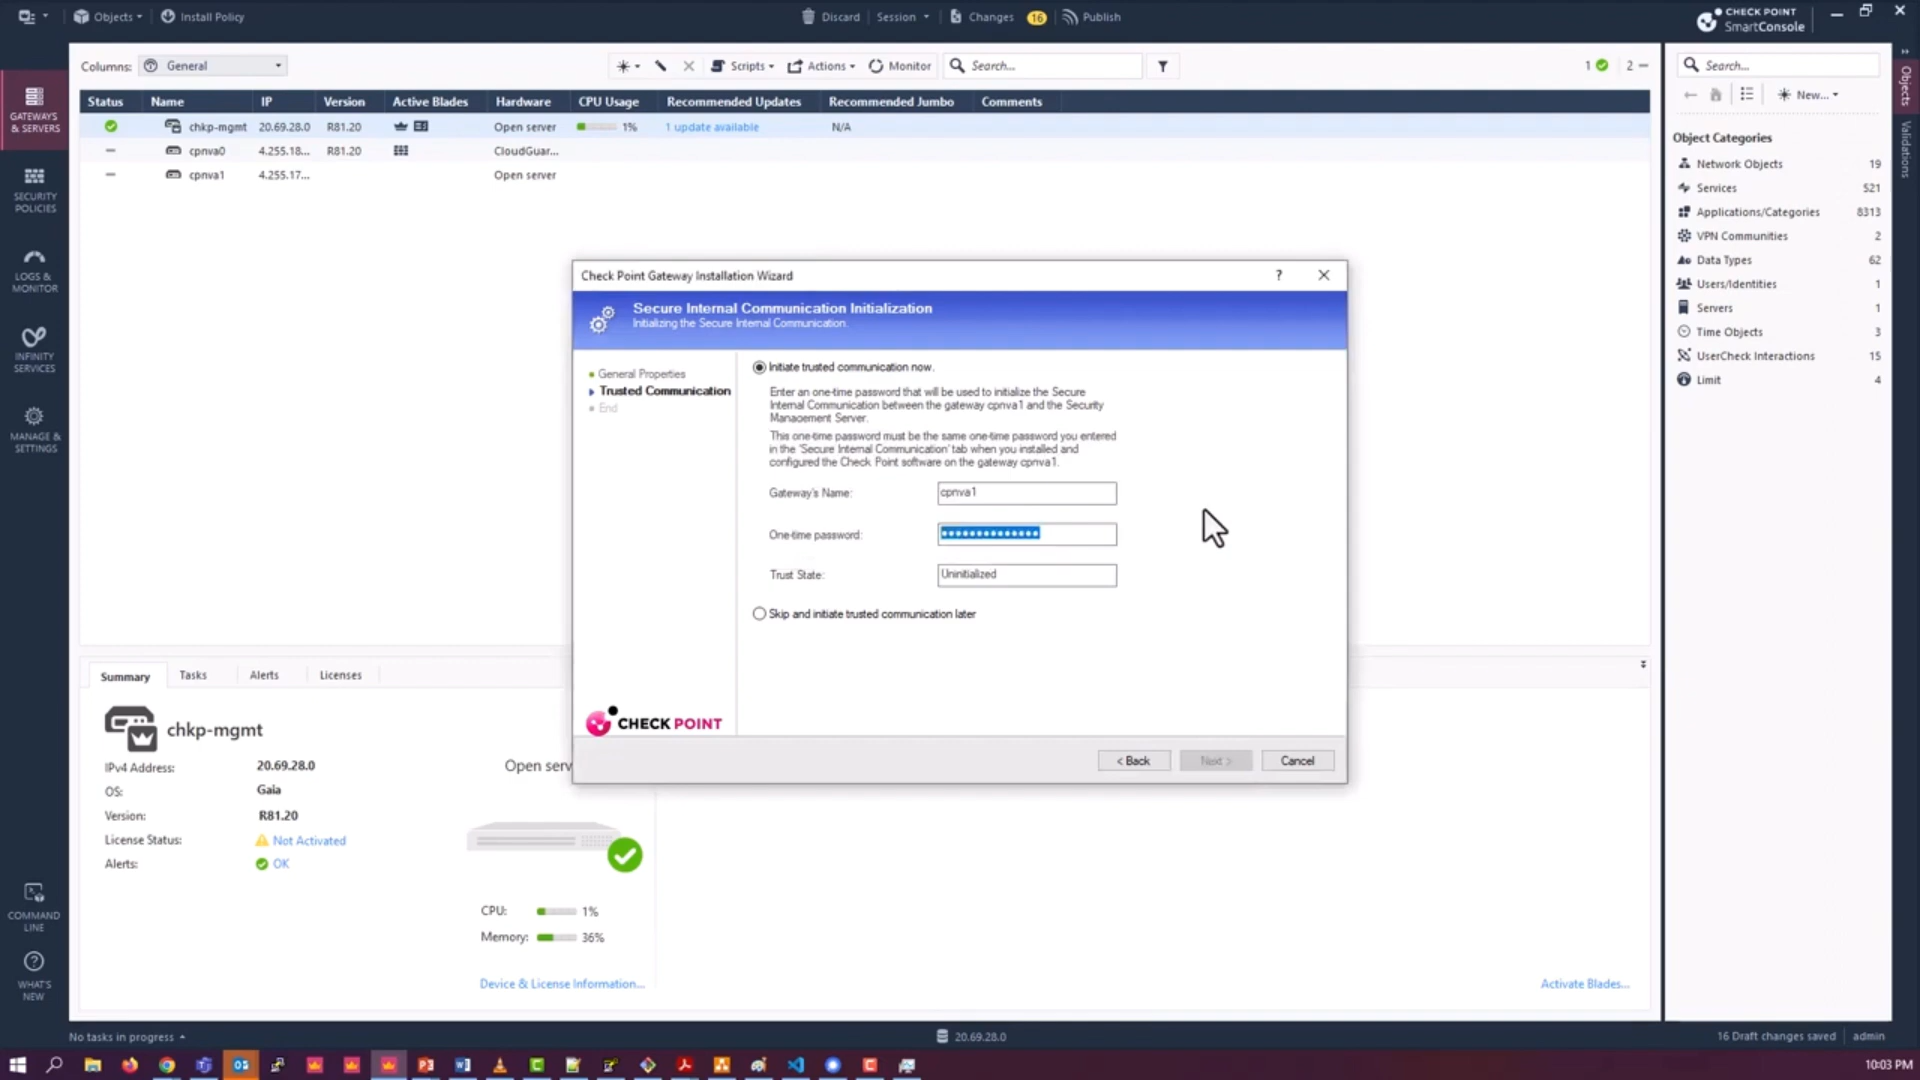 Objects
Install Policy
Discard
Session
Changes
16
Publish
CHECK POINT
SmartConsole
Columns:
General
Scripts
Actions
Monitor
Search...
1
2
Status Name IP Version Active Blades Hardware CPU Usage Recommended Updates Recommended Jumbo Comments
chkp-mgmt 20.69.28.0 R81.20 Open server 1% 1 update available N/A
cpnva0 4.255.18... R81.20 CloudGuar...
cpnva1 4.255.17... Open server
GATEWAYS
& SERVERS
SECURITY
POLICIES
LOGS &
MONITOR
INFINITY
SERVICES
MANAGE &
SETTINGS
COMMAND
LINE
WHAT'S
NEW
Check Point Gateway Installation Wizard
?
Secure Internal Communication Initialization
Initializing the Secure Internal Communication.
General Properties
Trusted Communication
End
Initiate trusted communication now.
Enter an one-time password that will be used to initialize the Secure
Internal Communication between the gateway cpnva1 and the Security
Management Server.
This one-time password must be the same one-time password you entered
in the 'Secure Internal Communication' tab when you installed and
configured the Check Point software on the gateway cpnva1.
Gateway's Name: cpnva1
One-time password: ••••••••••••••
Trust State: Uninitialized
Skip and initiate trusted communication later
CHECK POINT
< Back
Next >
Cancel
Summary
Tasks
Alerts
Licenses
chkp-mgmt
IPv4 Address: 20.69.28.0
OS: Gaia
Version: R81.20
License Status: Not Activated
Alerts: OK
Open serv
CPU: 1%
Memory: 36%
Device & License Information...
Activate Blades...
Search...
New...
Object Categories
Network Objects 19
Services 521
Applications/Categories 8313
VPN Communities 2
Data Types 62
Users/Identities 1
Servers 1
Time Objects 3
UserCheck Interactions 15
Limit 4
Objects
Validations
No tasks in progress
20.69.28.0
16 Draft changes saved
admin
10:03 PM